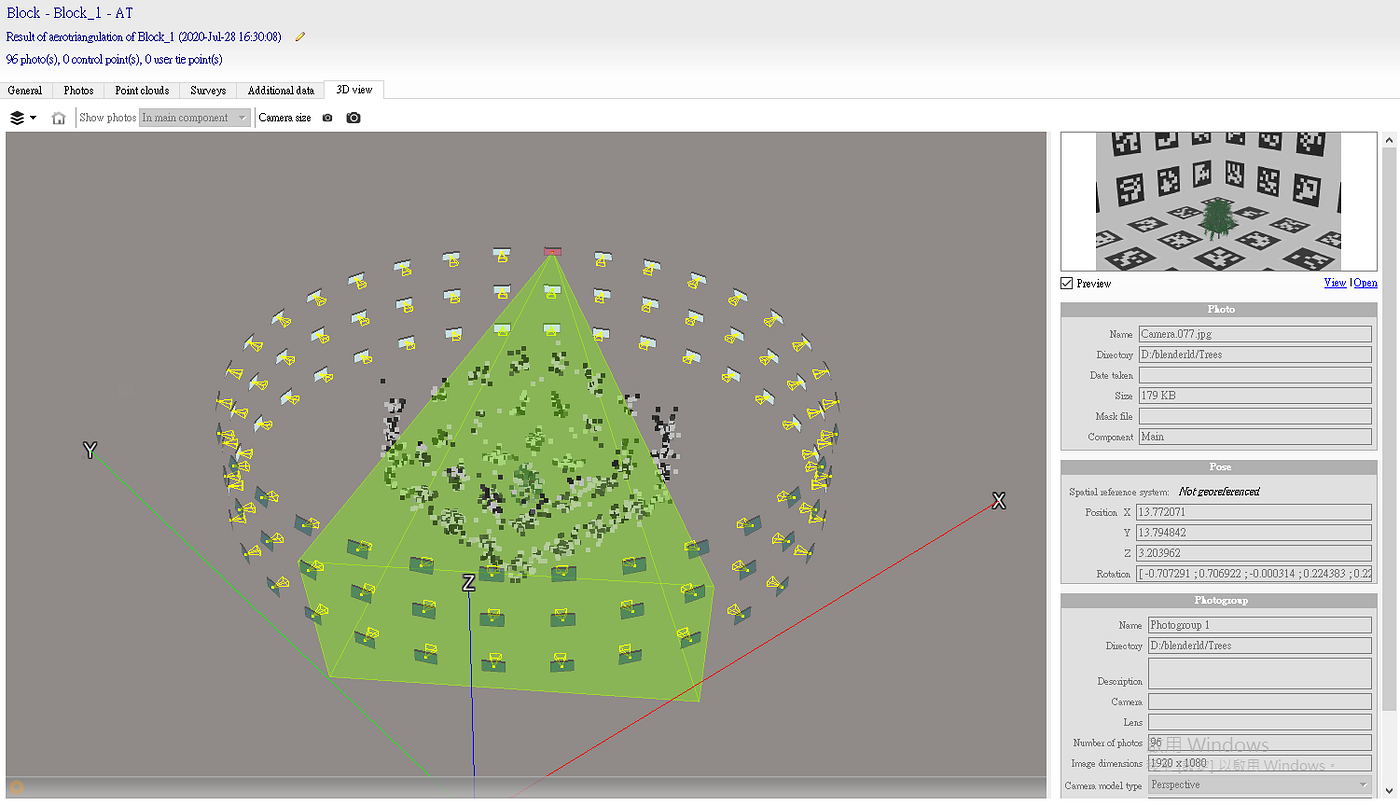 Block - Block_1 - AT
Result of aerotriangulation of Block_1 (2020-Jul-28 16:30:08)
96 photo(s), 0 control point(s), 0 user tie point(s)
General Photos Point clouds Surveys Additional data 3D view
Show photos In main component Camera size
Y
X
Z
Preview View | Open
Photo
Name Camera.077.jpg
Directory D:/blenderld/Trees
Date taken
Size 179 KB
Mask file
Component Main
Pose
Spatial reference system: Not georeferenced
Position X 13.772071
Y 13.794842
Z 3.203962
Rotation [ -0.707291 ; 0.706922 ; -0.000314 ; 0.224383 ; 0.22
Photogroup
Name Photogroup 1
Directory D:/blenderld/Trees
Description
Camera
Lens
Number of photos 96
用 Windows
Image dimensions 1920 x 1080
以啟用 Windows。
Camera model type Perspective